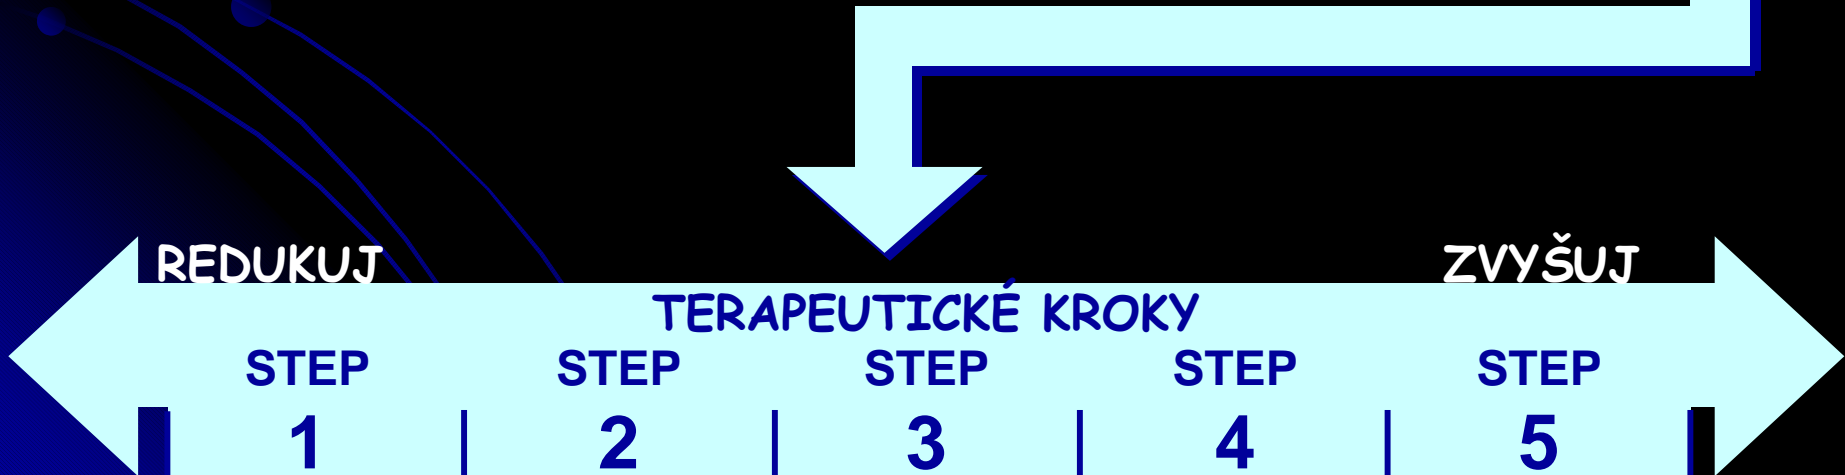 REDUKUJ ZVYŠUJ
TERAPEUTICKÉ KROKY
STEP STEP STEP STEP STEP
1 2 3 4 5